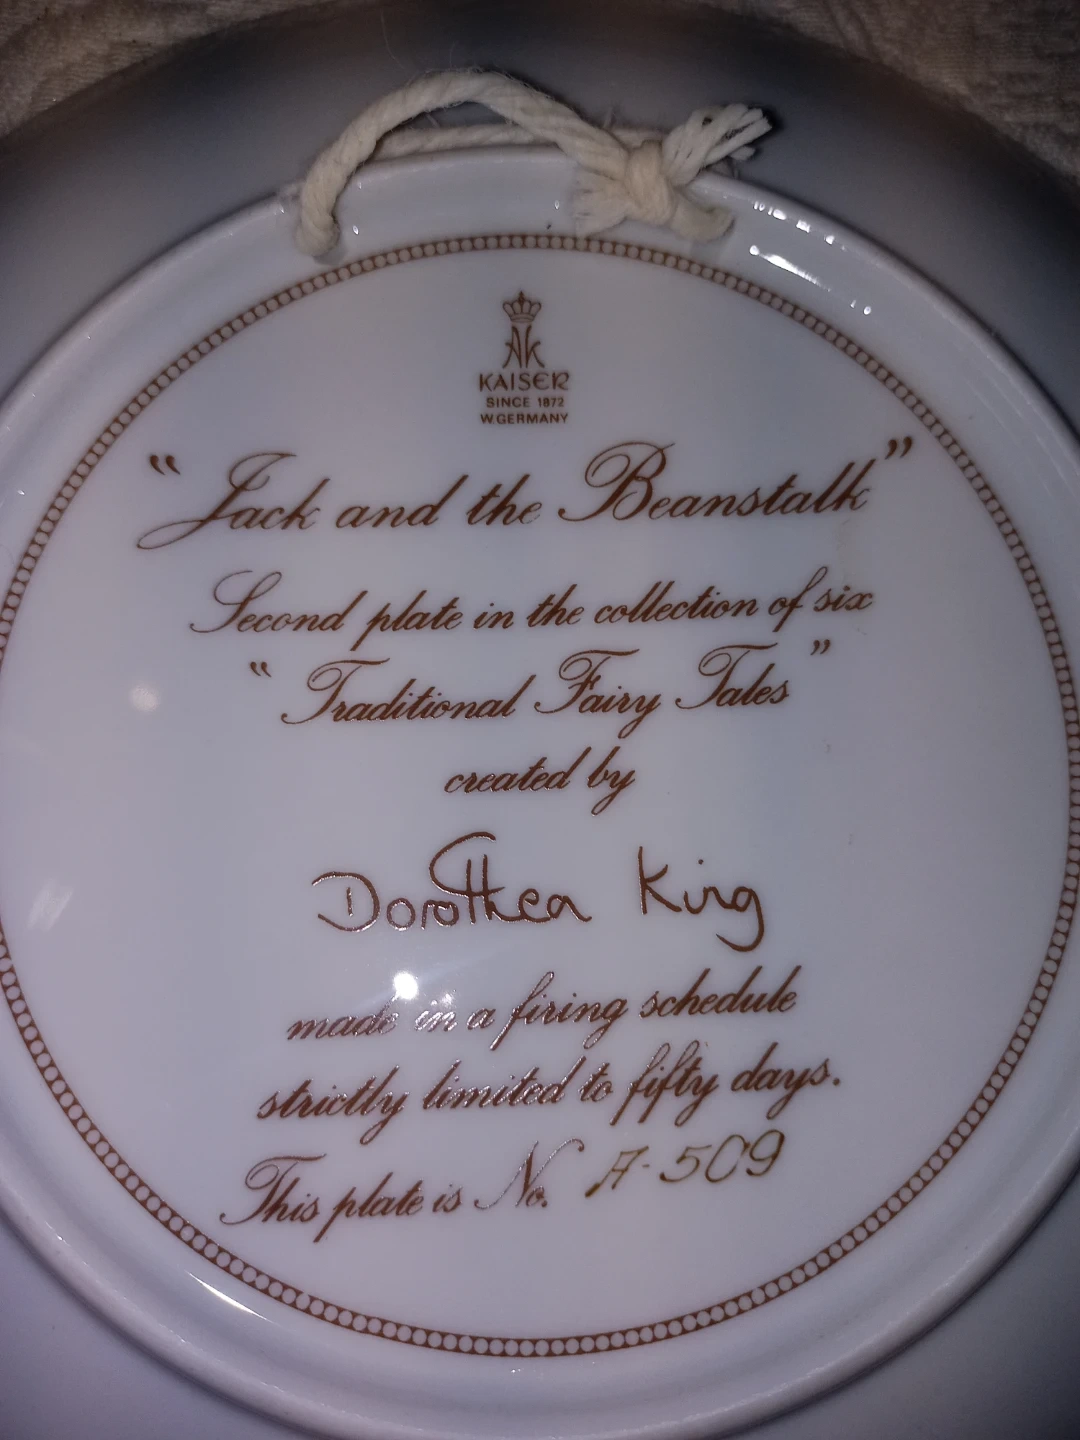 AK
KAISER
SINCE 1872
W.GERMANY
“Jack and the Beanstalk”
Second plate in the collection of six
“Traditional Fairy Tales”
created by
Dorothea King
made in a firing schedule
strictly limited to fifty days.
This plate is No. A-509